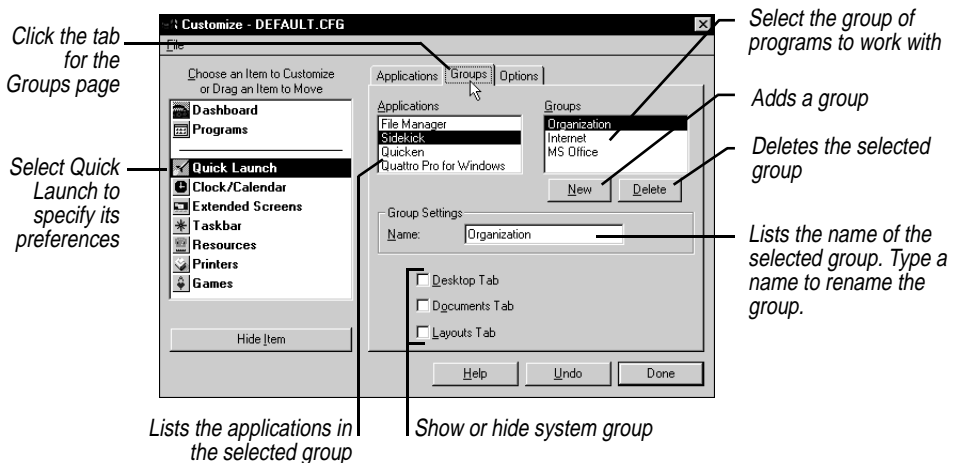 Click the tab
for the
Groups page
Select Quick
Launch to
specify its
preferences
Customize - DEFAULT.CFG
File
Choose an Item to Customize
or Drag an Item to Move
Dashboard
Programs
Quick Launch
Clock/Calendar
Extended Screens
Taskbar
Resources
Printers
Games
Hide Item
Applications
Groups
Options
Applications
File Manager
Sidekick
Quicken
Quattro Pro for Windows
Groups
Organization
Internet
MS Office
New
Delete
Group Settings
Name:
Organization
Desktop Tab
Documents Tab
Layouts Tab
Help
Undo
Done
Select the group of
programs to work with
Adds a group
Deletes the selected
group
Lists the name of the
selected group. Type a
name to rename the
group.
Lists the applications in
the selected group
Show or hide system group